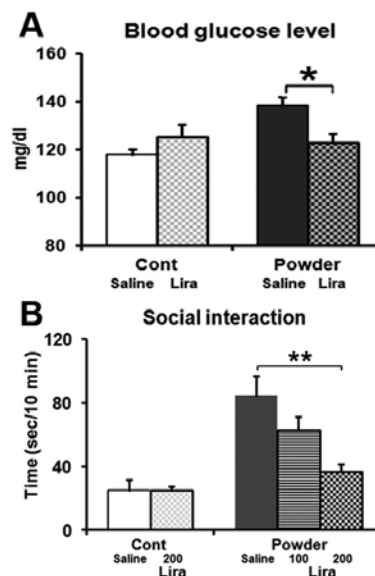 A
Blood glucose level
mg/dl
160
140
120
100
80
*
Cont Powder
Saline Lira Saline Lira
B
Social interaction
Time (sec/10 min)
120
80
40
0
**
Cont Powder
Saline 200 Saline 100 200
Lira Lira